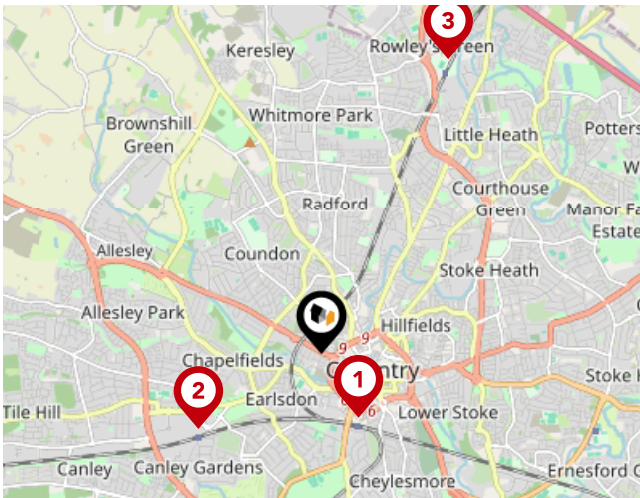 3
Rowley's Green
Keresley
Whitmore Park
Brownshill
Green
Little Heath
Potters
W
Courthouse
Green
Radford
Manor Fa
Estate
Allesley
Coundon
Stoke Heath
Allesley Park
Hillfields
9
9
Chapelfields
1
2
Earlsdon
6
Stoke H
Tile Hill
Lower Stoke
Canley
Canley Gardens
Cheylesmore
Ernesford G